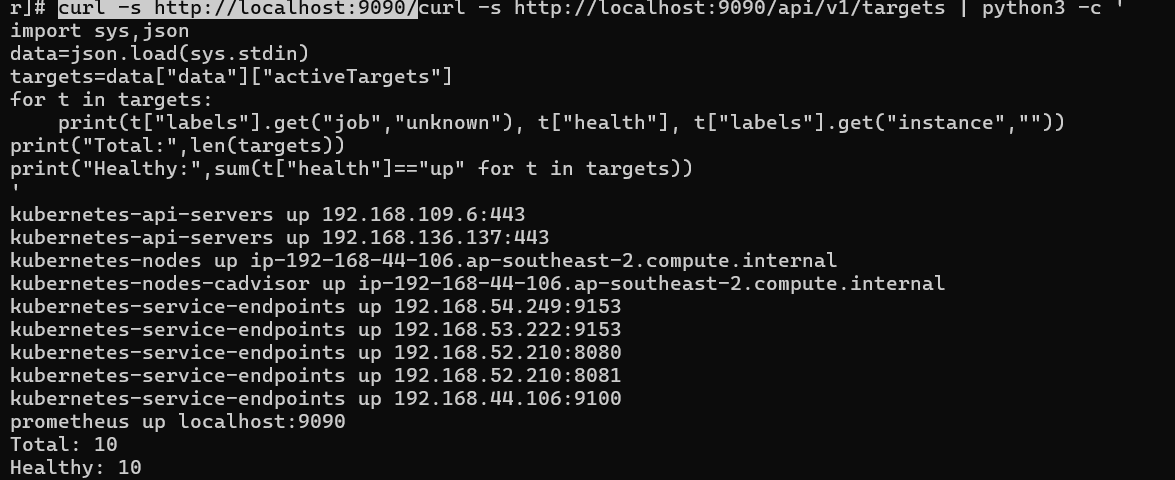 r]# curl -s http://localhost:9090/curl -s http://localhost:9090/api/v1/targets | python3 -c '
import sys,json
data=json.load(sys.stdin)
targets=data["data"]["activeTargets"]
for t in targets:
    print(t["labels"].get("job","unknown"), t["health"], t["labels"].get("instance",""))
print("Total:",len(targets))
print("Healthy:",sum(t["health"]=="up" for t in targets))
'
kubernetes-api-servers up 192.168.109.6:443
kubernetes-api-servers up 192.168.136.137:443
kubernetes-nodes up ip-192-168-44-106.ap-southeast-2.compute.internal
kubernetes-nodes-cadvisor up ip-192-168-44-106.ap-southeast-2.compute.internal
kubernetes-service-endpoints up 192.168.54.249:9153
kubernetes-service-endpoints up 192.168.53.222:9153
kubernetes-service-endpoints up 192.168.52.210:8080
kubernetes-service-endpoints up 192.168.52.210:8081
kubernetes-service-endpoints up 192.168.44.106:9100
prometheus up localhost:9090
Total: 10
Healthy: 10